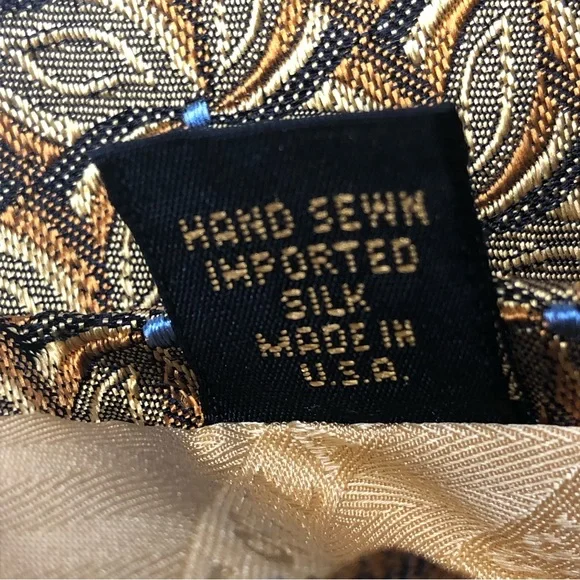 HAND SEWN
IMPORTED
SILK
MADE IN
U.S.A.